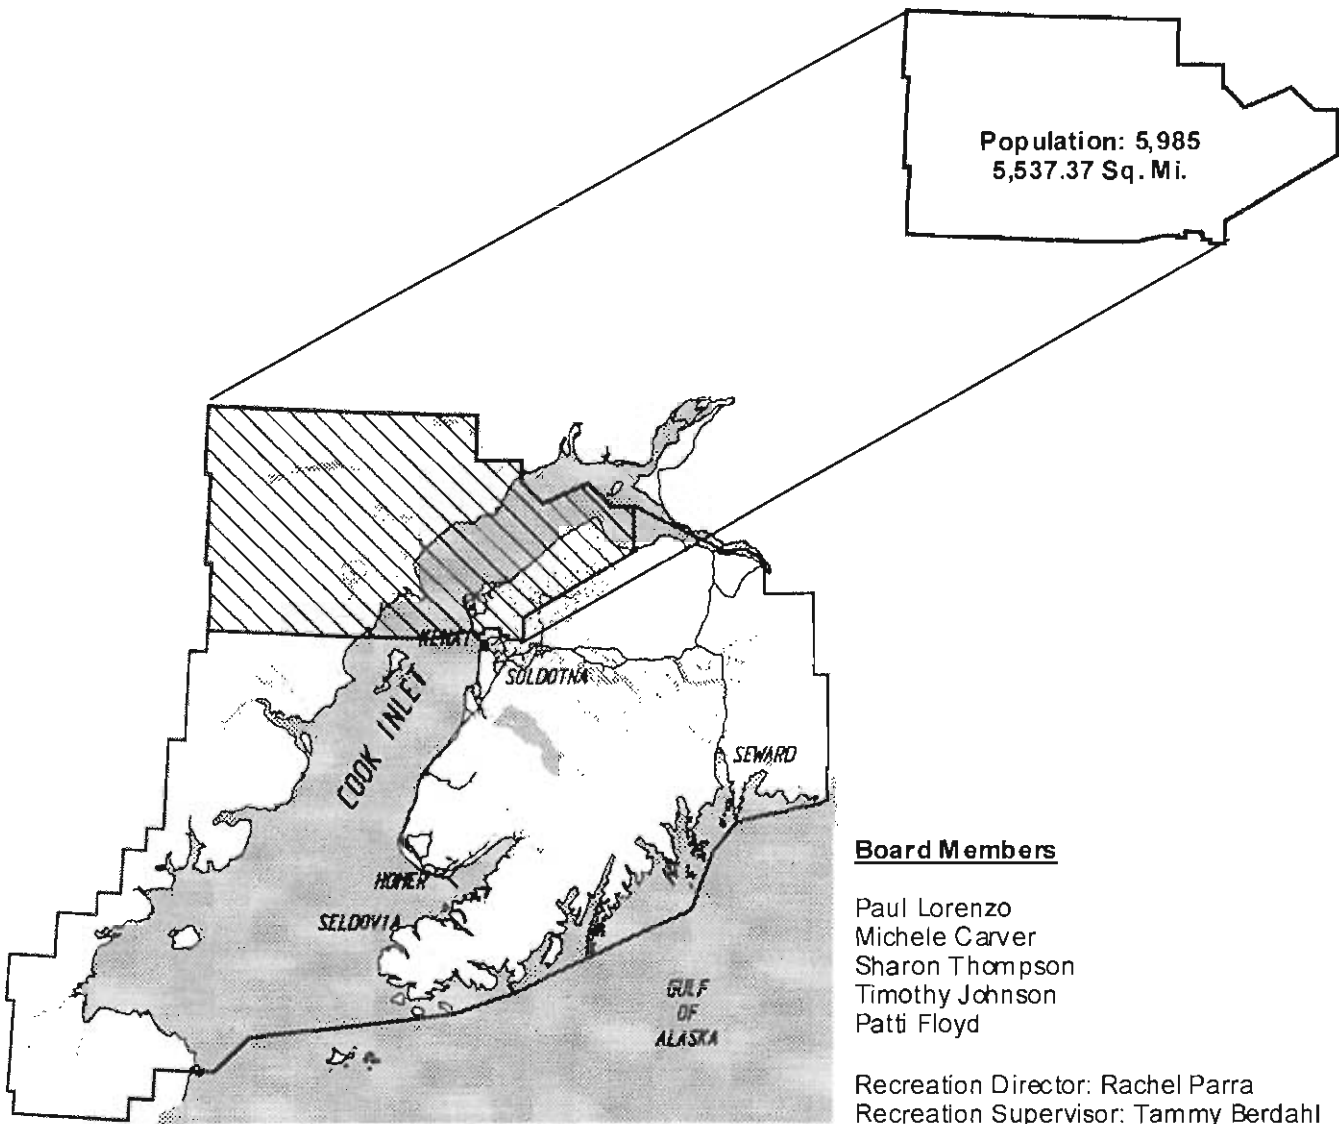 Population: 5,985
5,537.37 Sq. Mi.
KENAI
SOLDOTNA
COOK INLET
SEWARD
HOMER
SELDOVIA
GULF
OF
ALASKA
Board Members
Paul Lorenzo
Michele Carver
Sharon Thompson
Timothy Johnson
Patti Floyd
Recreation Director: Rachel Parra
Recreation Supervisor: Tammy Berdahl